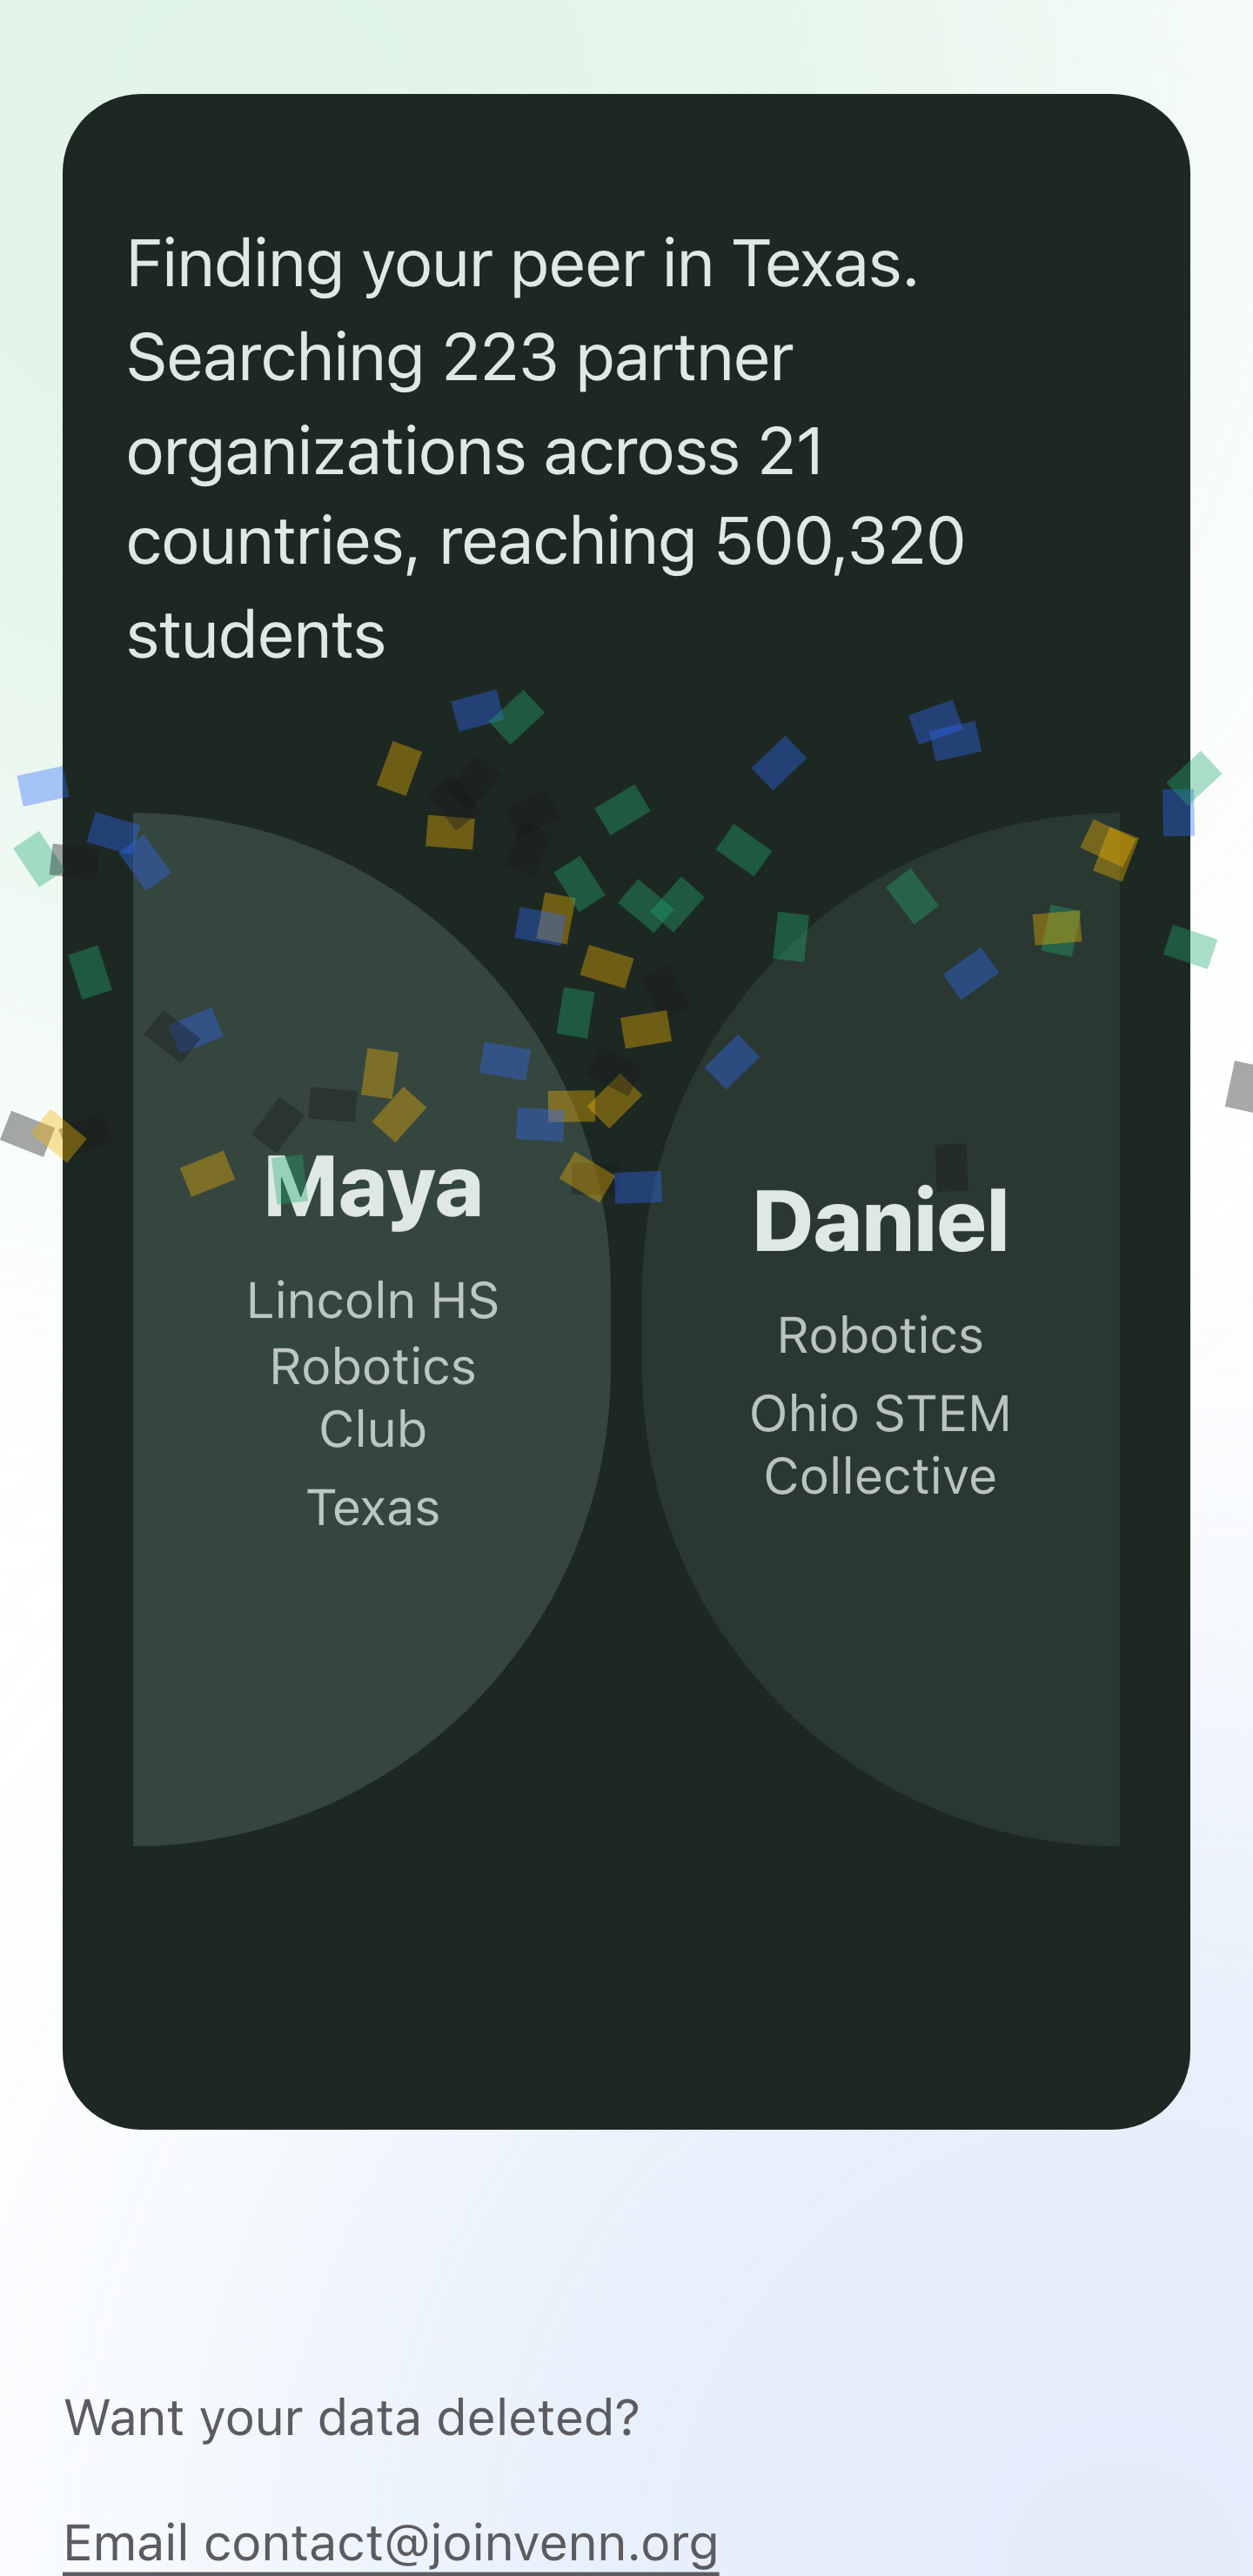 Finding your peer in Texas.
Searching 223 partner
organizations across 21
countries, reaching 500,320
students
Maya
Lincoln HS
Robotics
Club
Texas
Daniel
Robotics
Ohio STEM
Collective
Want your data deleted?
Email contact@joinvenn.org